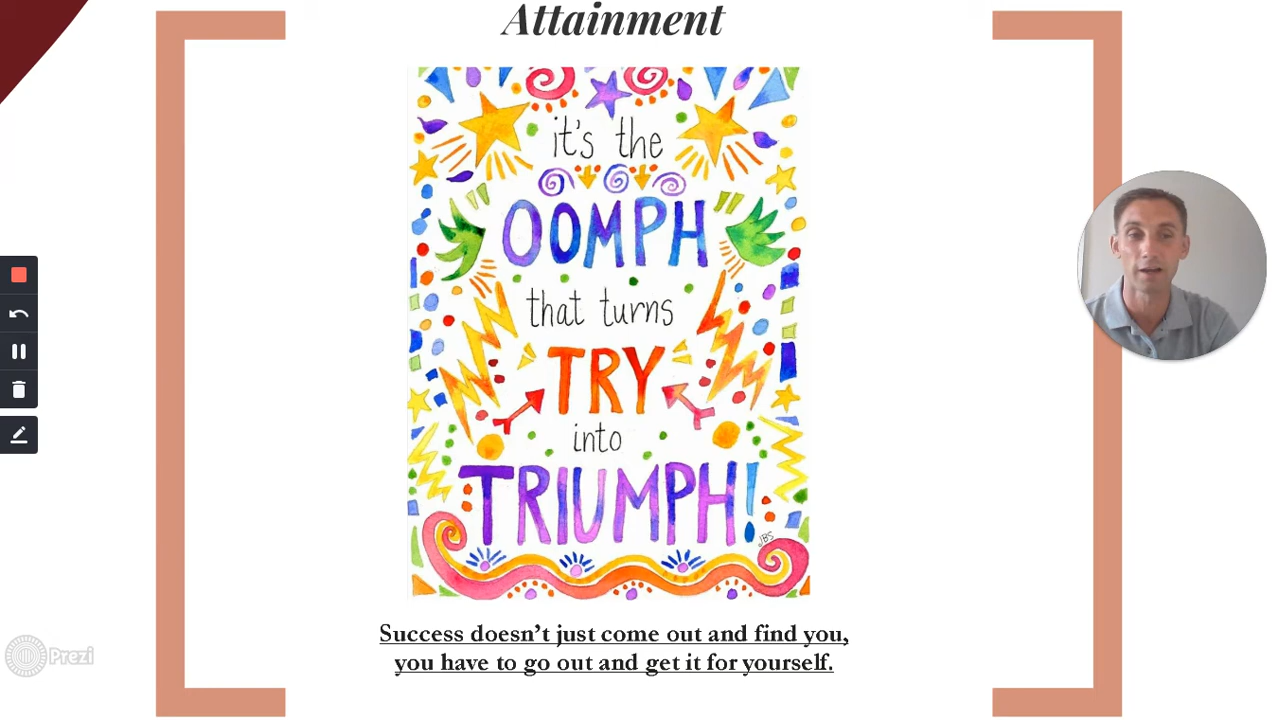 Attainment
it's the
OOMPH
that turns
TRY
into
TRIUMPH!
JBS
Success doesn't just come out and find you,
you have to go out and get it for yourself.
Prezi